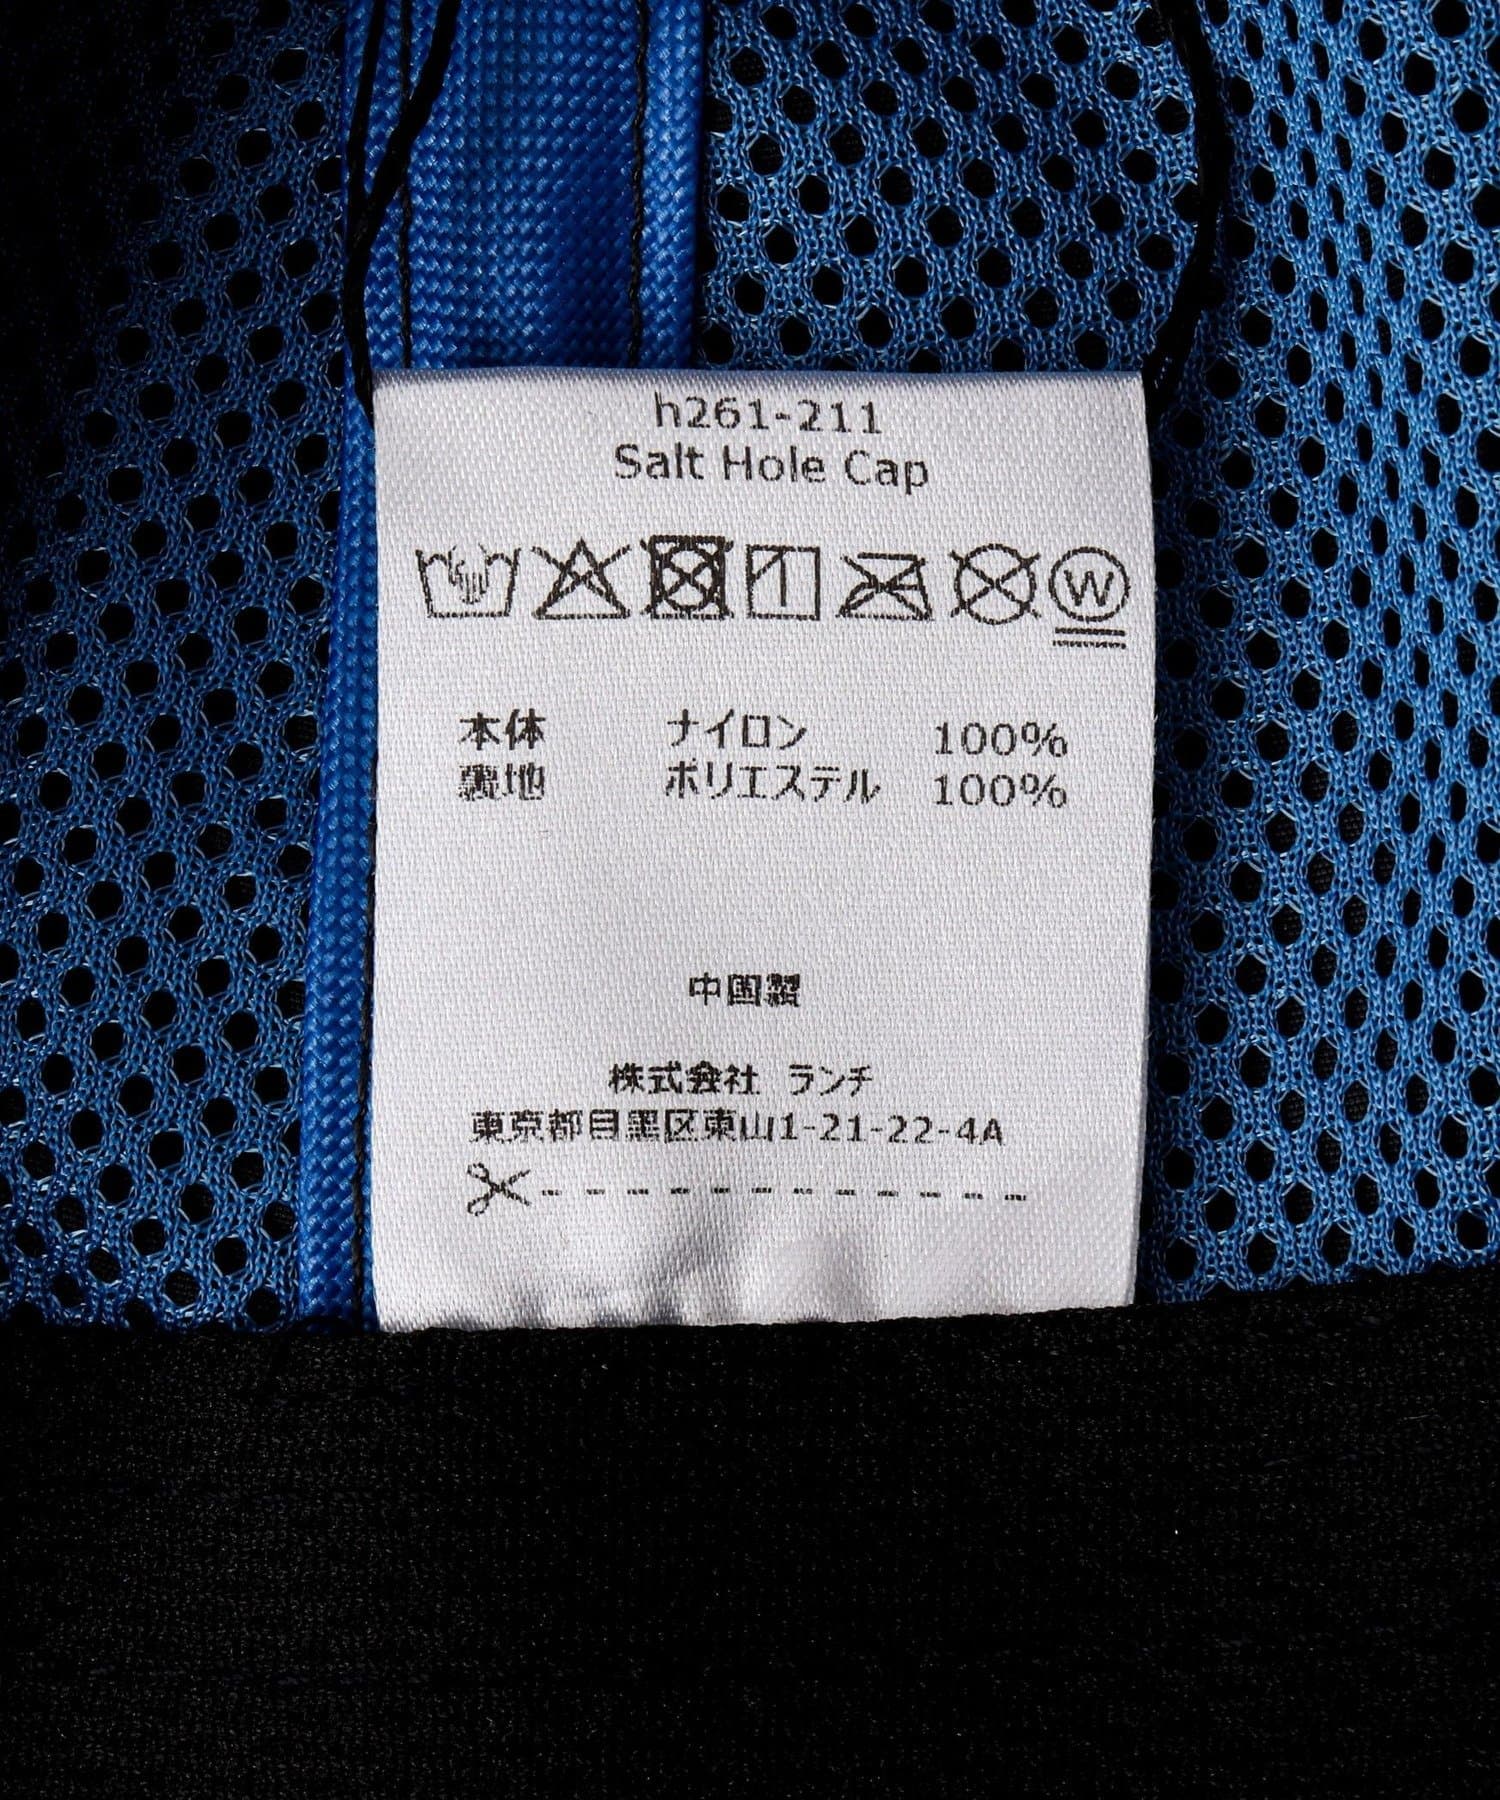 h261-211
Salt Hole Cap
W
本体 ナイロン 100%
裏地 ポリエステル 100%
中国製
株式会社 ランチ
東京都目黒区東山1-21-22-4A